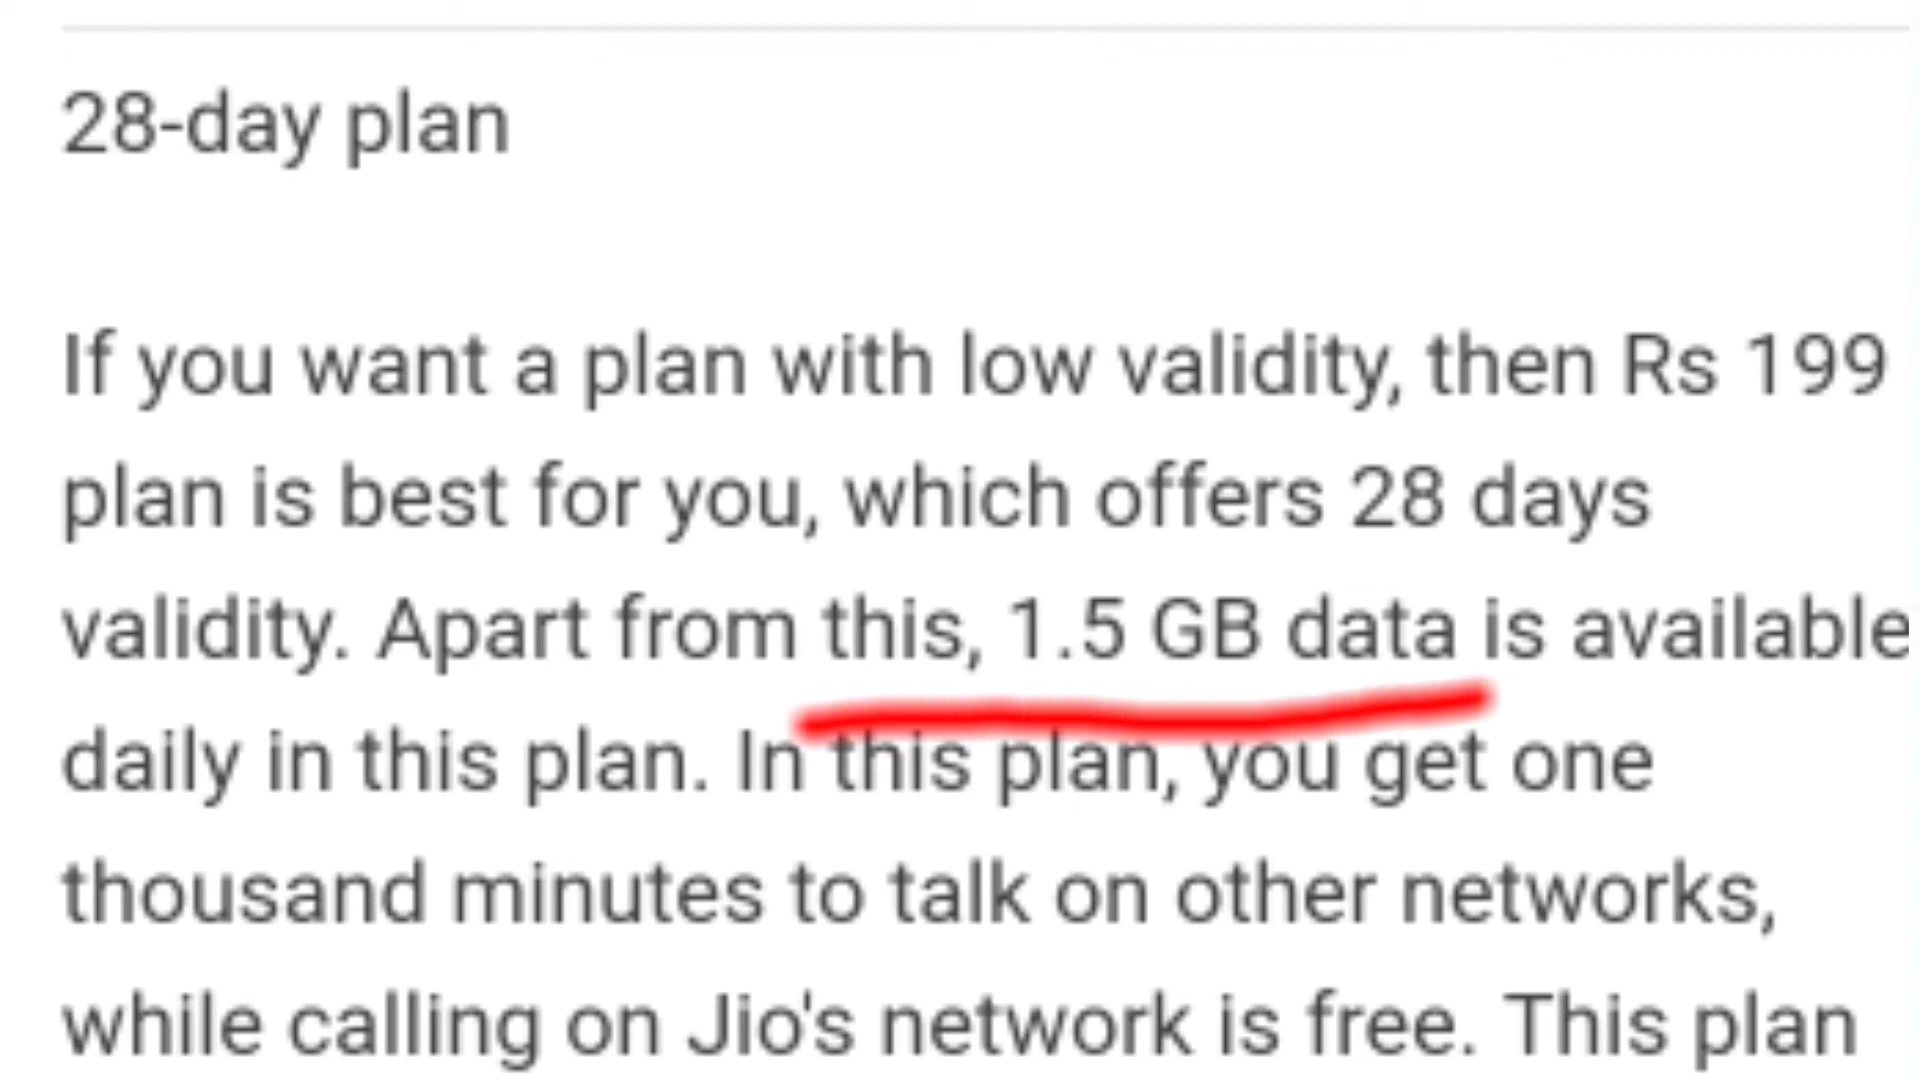 28-day plan
If you want a plan with low validity, then Rs 199
plan is best for you, which offers 28 days
validity. Apart from this, 1.5 GB data is available
daily in this plan. In this plan, you get one
thousand minutes to talk on other networks,
while calling on Jio's network is free. This plan